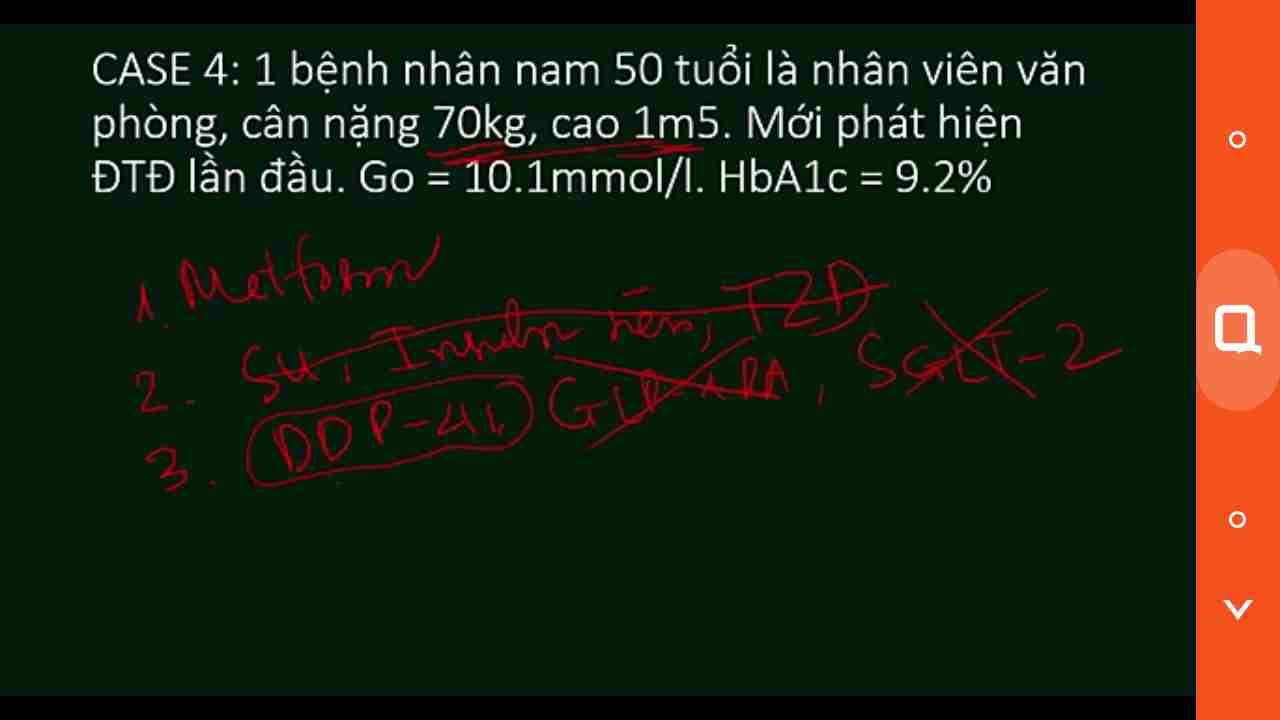 CASE 4: 1 bệnh nhân nam 50 tuổi là nhân viên văn
phòng, cân nặng 70kg, cao 1m5. Mới phát hiện
ĐTĐ lần đầu. Go = 10.1mmol/l. HbA1c = 9.2%
1. Metformin
2. SU, Insulin nền, TZD
3. DDP-4i, GLP-1RA, SGLT-2